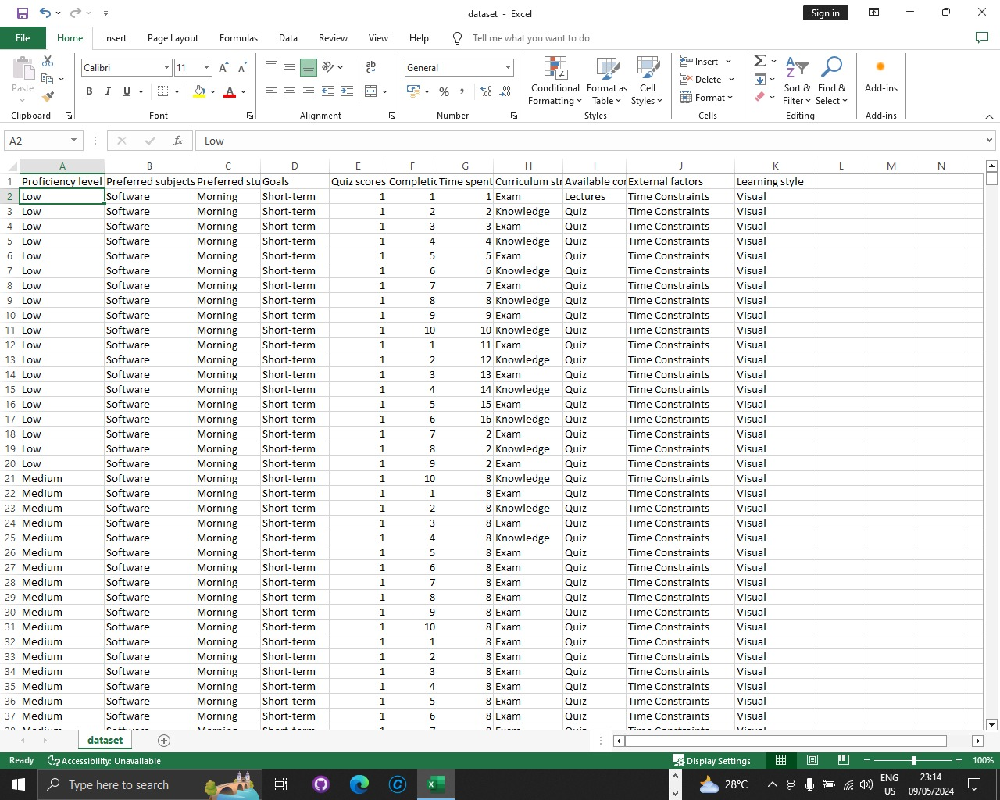 dataset - Excel
Sign in
File Home Insert Page Layout Formulas Data Review View Help Tell me what you want to do
Paste
Clipboard
Calibri 11
B I U
Font
Alignment
General
Number
Conditional Formatting
Format as Table
Cell Styles
Styles
Insert
Delete
Format
Cells
Sort & Filter
Find & Select
Editing
Add-ins
Add-ins
A2 fx Low
A B C D E F G H I J K L M N
1 Proficiency level Preferred subjects Preferred stu Goals Quiz scores Completic Time spent Curriculum str Available cor External factors Learning style
2 Low Software Morning Short-term 1 1 1 Exam Lectures Time Constraints Visual
3 Low Software Morning Short-term 1 2 2 Knowledge Quiz Time Constraints Visual
4 Low Software Morning Short-term 1 3 3 Exam Quiz Time Constraints Visual
5 Low Software Morning Short-term 1 4 4 Knowledge Quiz Time Constraints Visual
6 Low Software Morning Short-term 1 5 5 Exam Quiz Time Constraints Visual
7 Low Software Morning Short-term 1 6 6 Knowledge Quiz Time Constraints Visual
8 Low Software Morning Short-term 1 7 7 Exam Quiz Time Constraints Visual
9 Low Software Morning Short-term 1 8 8 Knowledge Quiz Time Constraints Visual
10 Low Software Morning Short-term 1 9 9 Exam Quiz Time Constraints Visual
11 Low Software Morning Short-term 1 10 10 Knowledge Quiz Time Constraints Visual
12 Low Software Morning Short-term 1 1 11 Exam Quiz Time Constraints Visual
13 Low Software Morning Short-term 1 2 12 Knowledge Quiz Time Constraints Visual
14 Low Software Morning Short-term 1 3 13 Exam Quiz Time Constraints Visual
15 Low Software Morning Short-term 1 4 14 Knowledge Quiz Time Constraints Visual
16 Low Software Morning Short-term 1 5 15 Exam Quiz Time Constraints Visual
17 Low Software Morning Short-term 1 6 16 Knowledge Quiz Time Constraints Visual
18 Low Software Morning Short-term 1 7 2 Exam Quiz Time Constraints Visual
19 Low Software Morning Short-term 1 8 2 Knowledge Quiz Time Constraints Visual
20 Low Software Morning Short-term 1 9 2 Exam Quiz Time Constraints Visual
21 Medium Software Morning Short-term 1 10 8 Knowledge Quiz Time Constraints Visual
22 Medium Software Morning Short-term 1 1 8 Exam Quiz Time Constraints Visual
23 Medium Software Morning Short-term 1 2 8 Knowledge Quiz Time Constraints Visual
24 Medium Software Morning Short-term 1 3 8 Exam Quiz Time Constraints Visual
25 Medium Software Morning Short-term 1 4 8 Knowledge Quiz Time Constraints Visual
26 Medium Software Morning Short-term 1 5 8 Exam Quiz Time Constraints Visual
27 Medium Software Morning Short-term 1 6 8 Exam Quiz Time Constraints Visual
28 Medium Software Morning Short-term 1 7 8 Exam Quiz Time Constraints Visual
29 Medium Software Morning Short-term 1 8 8 Exam Quiz Time Constraints Visual
30 Medium Software Morning Short-term 1 9 8 Exam Quiz Time Constraints Visual
31 Medium Software Morning Short-term 1 10 8 Exam Quiz Time Constraints Visual
32 Medium Software Morning Short-term 1 1 8 Exam Quiz Time Constraints Visual
33 Medium Software Morning Short-term 1 2 8 Exam Quiz Time Constraints Visual
34 Medium Software Morning Short-term 1 3 8 Exam Quiz Time Constraints Visual
35 Medium Software Morning Short-term 1 4 8 Exam Quiz Time Constraints Visual
36 Medium Software Morning Short-term 1 5 8 Exam Quiz Time Constraints Visual
37 Medium Software Morning Short-term 1 6 8 Exam Quiz Time Constraints Visual
dataset
Ready Accessibility: Unavailable Display Settings 100%
Type here to search 28°C ENG US 23:14 09/05/2024